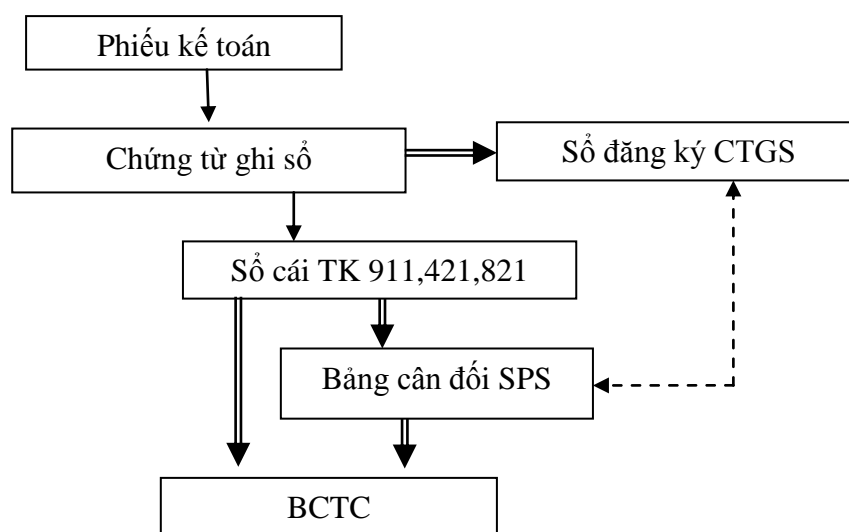 Phiếu kế toán
Chứng từ ghi sổ
Sổ đăng ký CTGS
Sổ cái TK 911,421,821
Bảng cân đối SPS
BCTC